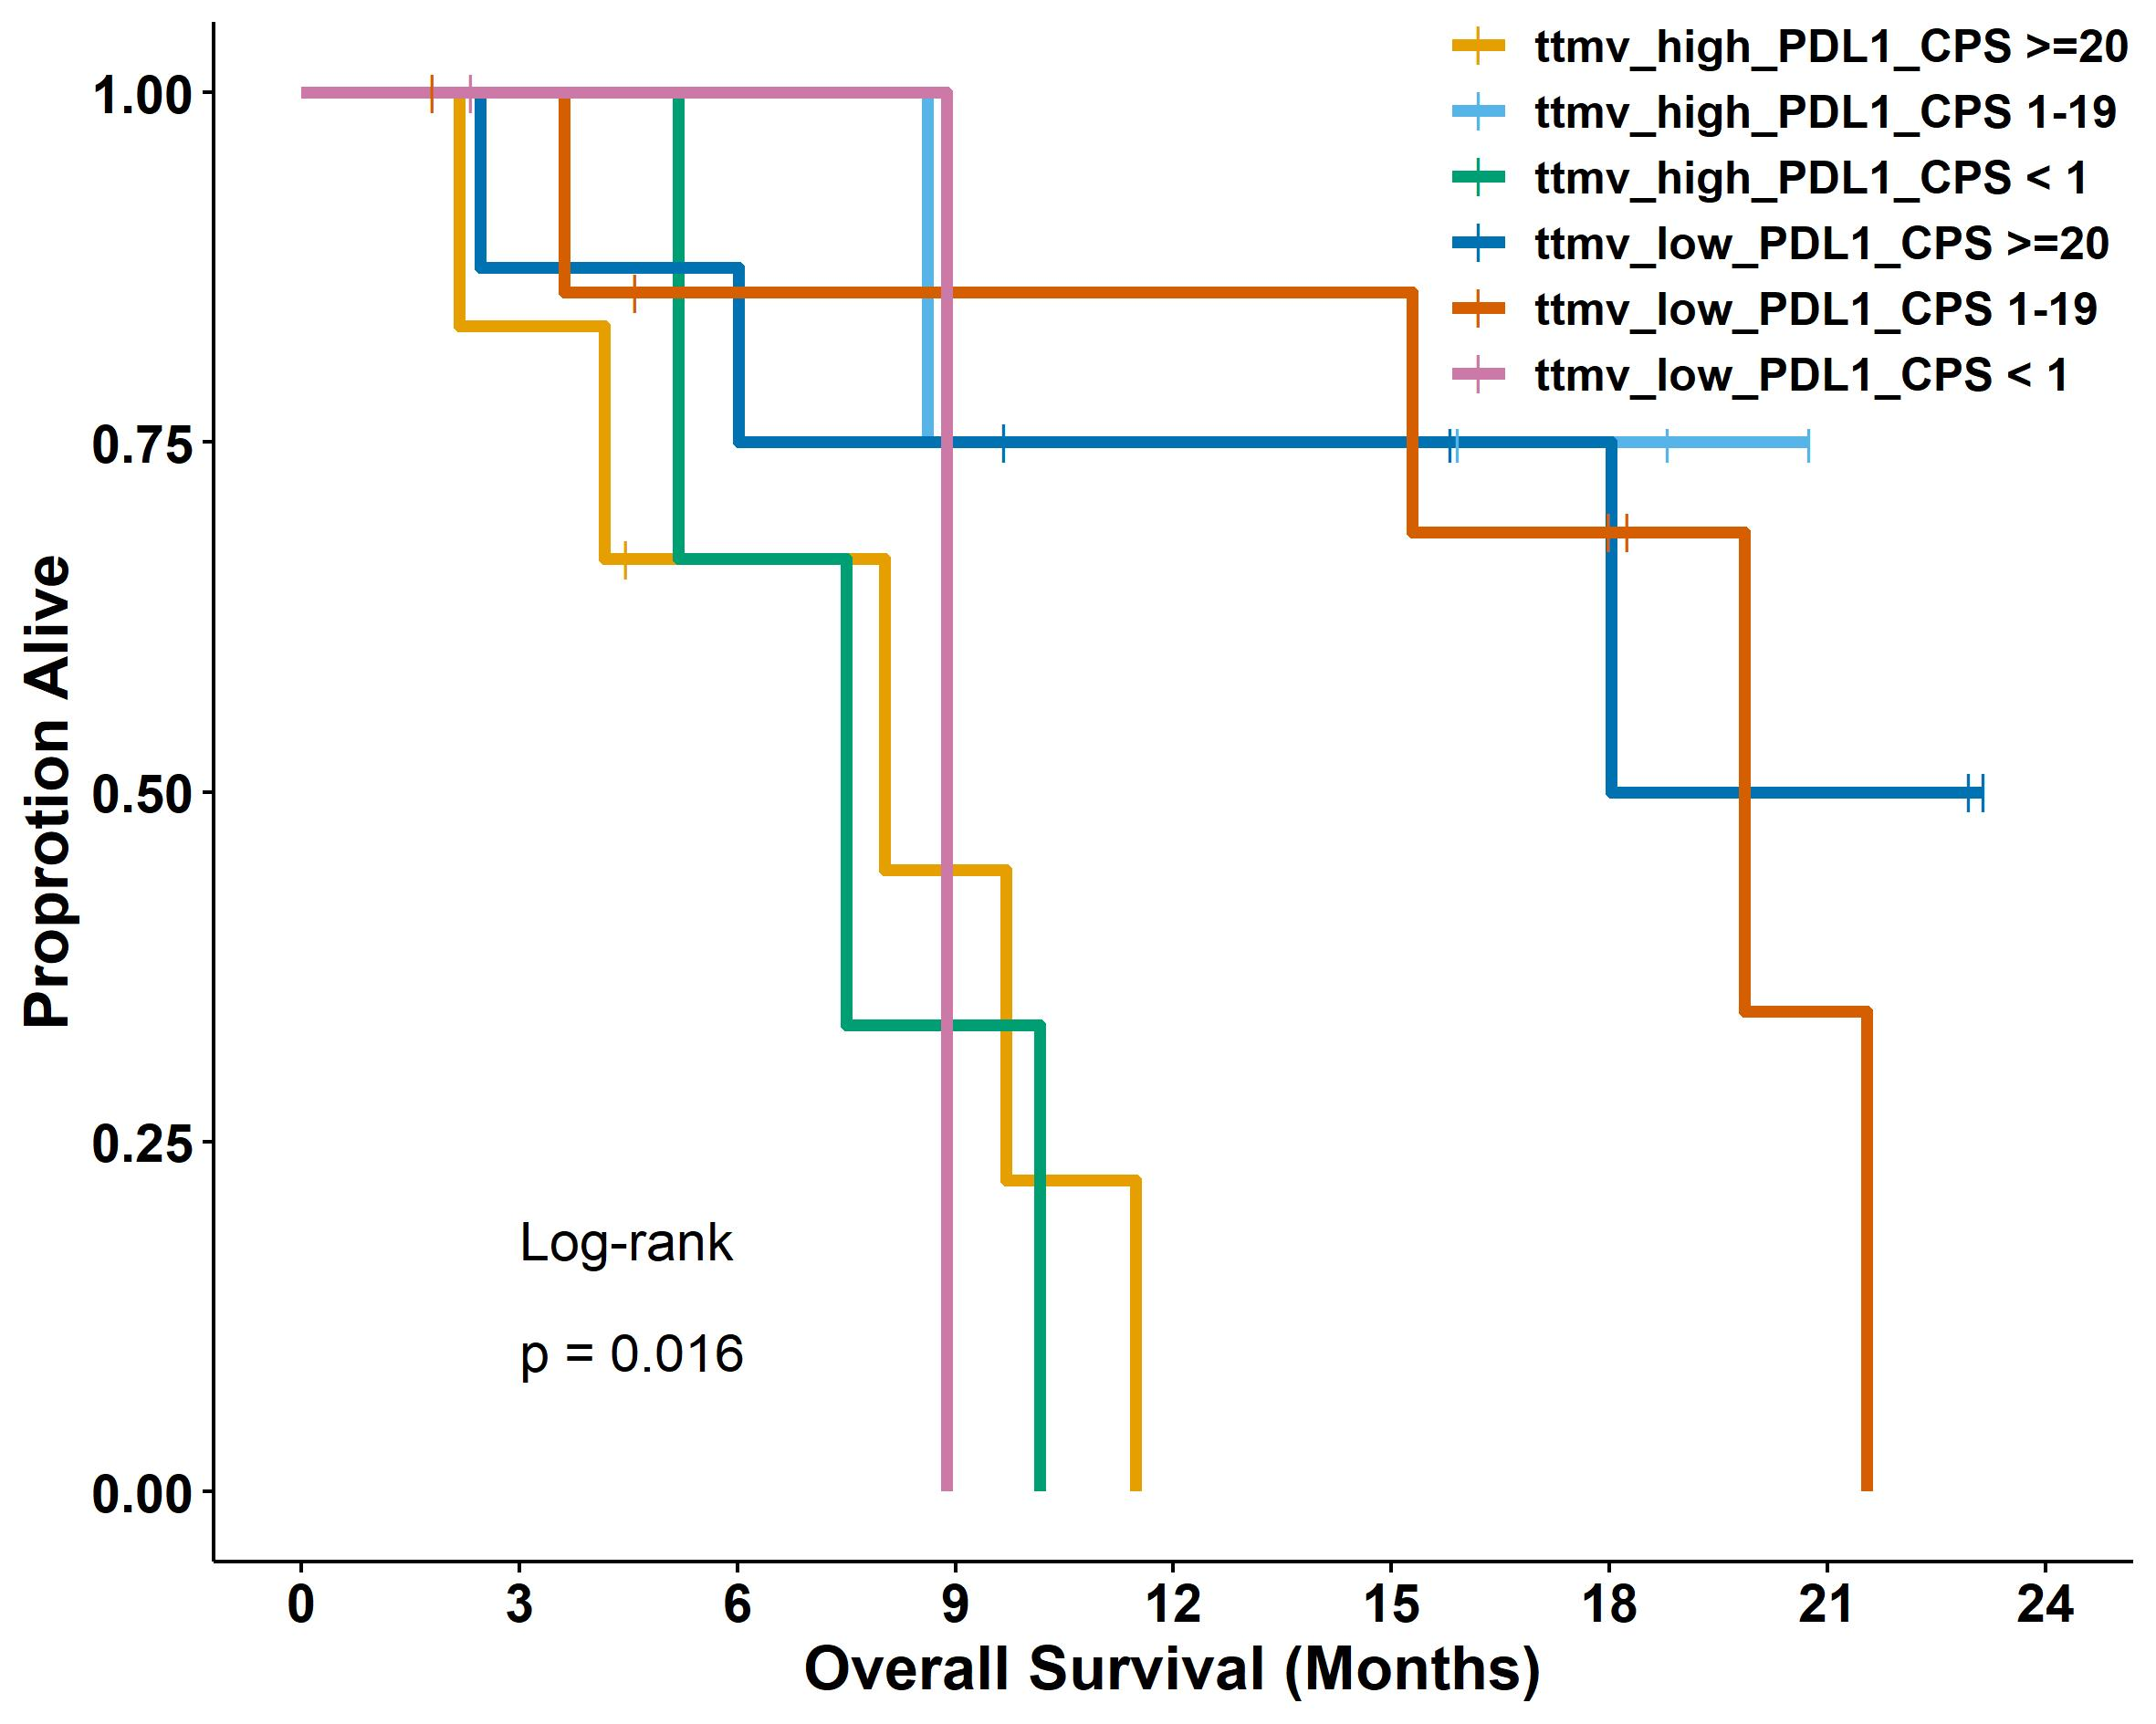 ttmv_high_PDL1_CPS >=20
ttmv_high_PDL1_CPS 1-19
ttmv_high_PDL1_CPS < 1
ttmv_low_PDL1_CPS >=20
ttmv_low_PDL1_CPS 1-19
ttmv_low_PDL1_CPS < 1
1.00
0.75
0.50
0.25
0.00
Proprotion Alive
Log-rank
p = 0.016
0 3 6 9 12 15 18 21 24
Overall Survival (Months)